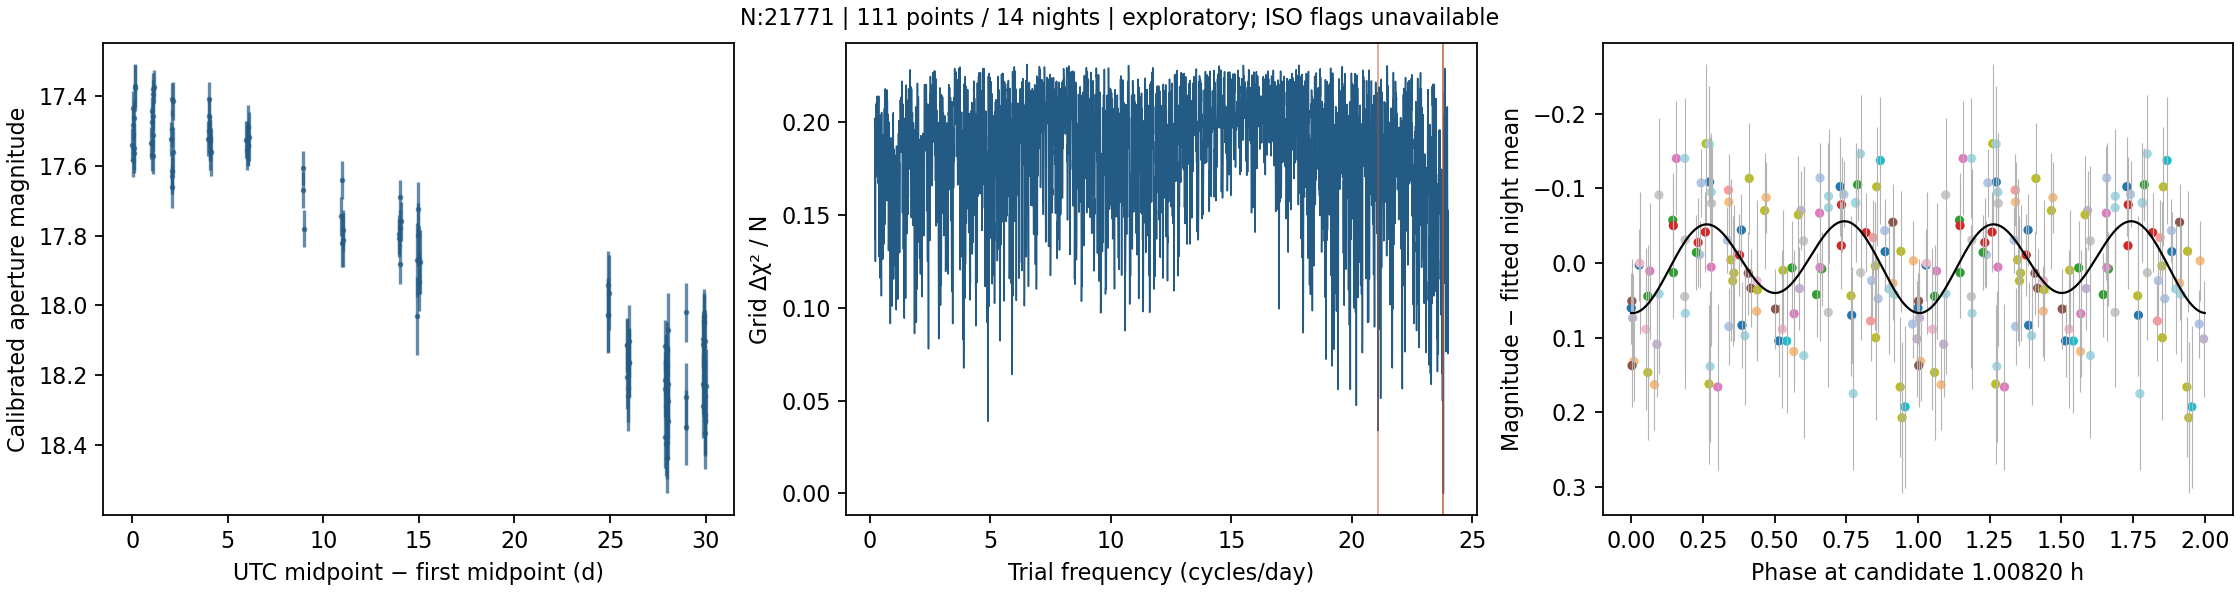 N:21771 | 111 points / 14 nights | exploratory; ISO flags unavailable
Calibrated aperture magnitude
17.4
17.6
17.8
18.0
18.2
18.4
0 5 10 15 20 25 30
UTC midpoint − first midpoint (d)
Grid Δχ² / N
0.20
0.15
0.10
0.05
0.00
0 5 10 15 20 25
Trial frequency (cycles/day)
Magnitude − fitted night mean
−0.2
−0.1
0.0
0.1
0.2
0.3
0.00 0.25 0.50 0.75 1.00 1.25 1.50 1.75 2.00
Phase at candidate 1.00820 h